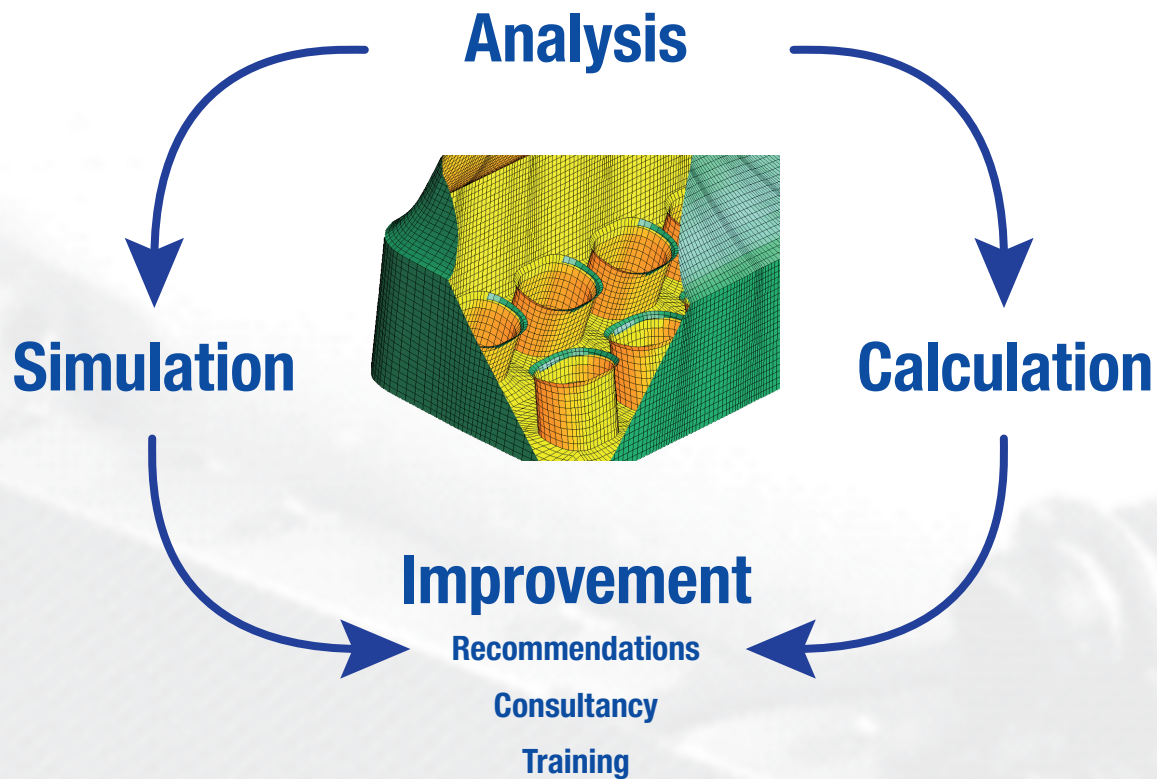 Analysis
Simulation
Calculation
Improvement
Recommendations
Consultancy
Training